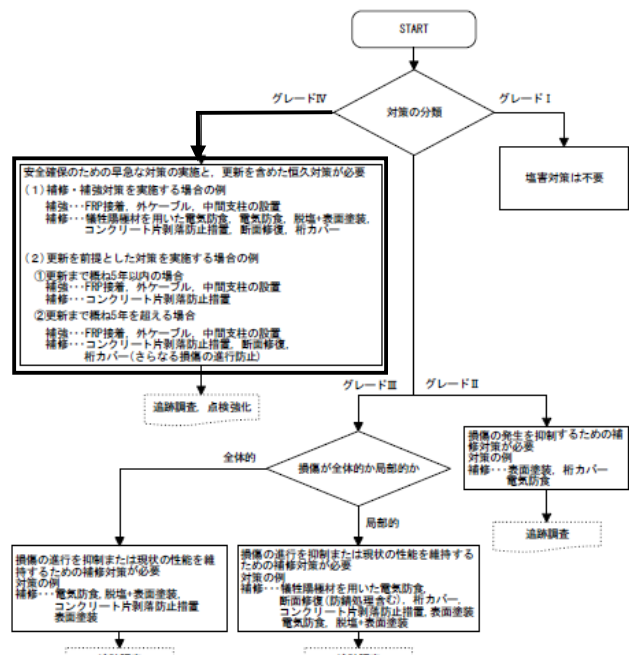 START
グレードⅣ
グレードⅠ
対策の分類
安全確保のための早急な対策の実施と，更新を含めた恒久対策が必要
(１)補修・補強対策を実施する場合の例
補強･･･FRP接着，外ケーブル，中間支柱の設置
補修･･･犠牲陽極材を用いた電気防食，電気防食，脱塩+表面塗装，
コンクリート片剥落防止措置，断面修復，桁カバー
(２)更新を前提とした対策を実施する場合の例
①更新まで概ね5年以内の場合
補強･･･FRP接着，外ケーブル，中間支柱の設置
補修･･･コンクリート片剥落防止措置
②更新まで概ね5年を超える場合
補強･･･FRP接着，外ケーブル，中間支柱の設置
補修･･･コンクリート片剥落防止措置，断面修復，
桁カバー(さらなる損傷の進行防止)
塩害対策は不要
追跡調査，点検強化
グレードⅢ
グレードⅡ
損傷の発生を抑制するための補
修対策が必要
対策の例
補修･･･表面塗装，桁カバー
電気防食
追跡調査
全体的
損傷が全体的か局部的か
局部的
損傷の進行を抑制または現状の性能を維
持するための補修対策が必要
対策の例
補修･･･電気防食，脱塩+表面塗装，
コンクリート片剥落防止措置
表面塗装
損傷の進行を抑制または現状の性能を維持する
ための補修対策が必要
対策の例
補修･･･犠牲陽極材を用いた電気防食，
断面修復(防錆処理含む)，桁カバー，
コンクリート片剥落防止措置，表面塗装
電気防食，脱塩+表面塗装